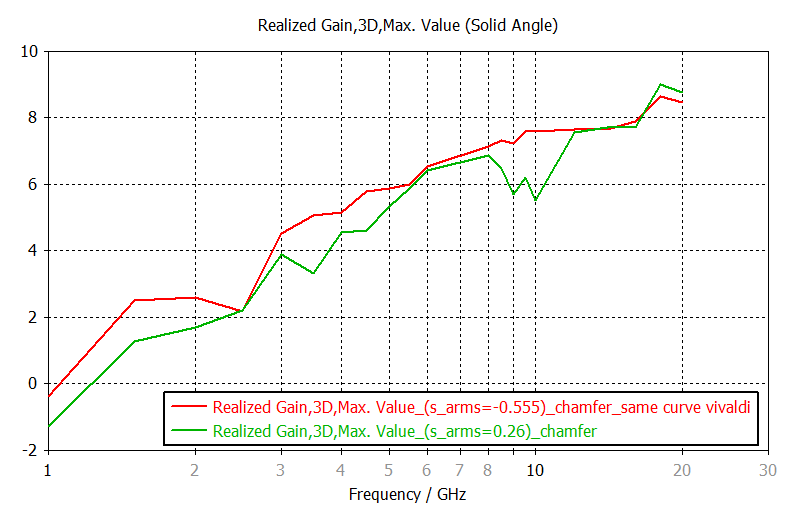 Realized Gain,3D,Max. Value (Solid Angle)
10
8
6
4
2
0
-2
Realized Gain,3D,Max. Value_(s_arms=-0.555)_chamfer_same curve vivaldi
Realized Gain,3D,Max. Value_(s_arms=0.26)_chamfer
1 2 3 4 5 6 7 8 10 20 30
Frequency / GHz